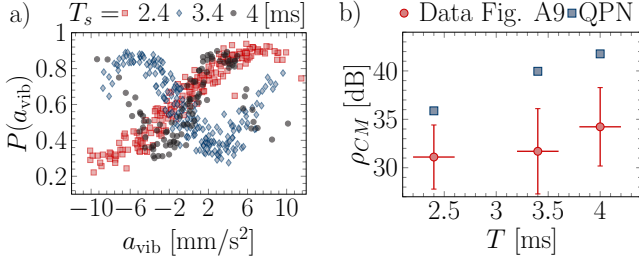 a) T_s = 2.4 3.4 4 [ms]
P(a_vib)
1
0.8
0.6
0.4
0.2
−10 −6 −2 2 6 10
a_vib [mm/s²]
b) Data Fig. A9 QPN
ρ_CM [dB]
40
35
30
2.5 3 3.5 4
T [ms]